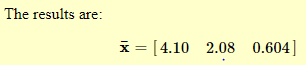 The results are:
x̄ = [4.10 2.08 0.604]